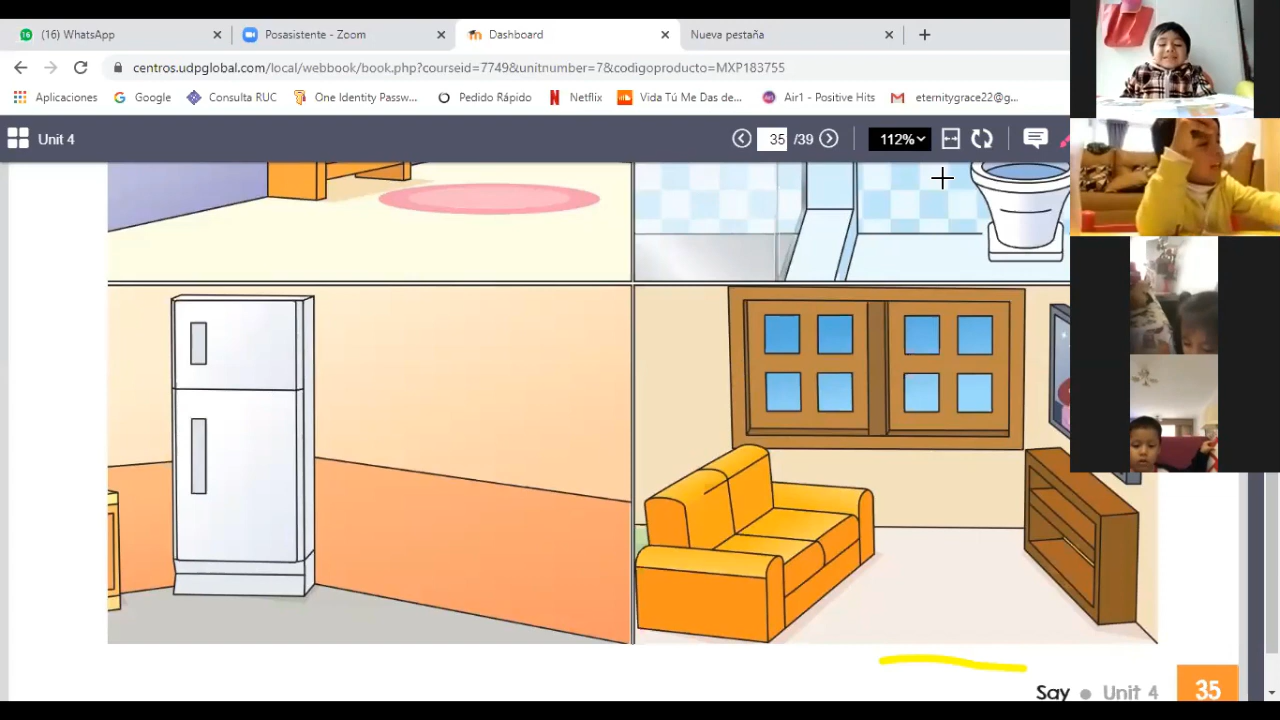 (16) WhatsApp
Posasistente - Zoom
Dashboard
Nueva pestaña
centros.udpglobal.com/local/webbook/book.php?courseid=7749&unitnumber=7&codigoproducto=MXP183755
Aplicaciones
Google
Consulta RUC
One Identity Passw...
Pedido Rápido
Netflix
Vida Tú Me Das de...
Air1 - Positive Hits
eternitygrace22@g...
Unit 4
35 /39
112%
Say ● Unit 4 35